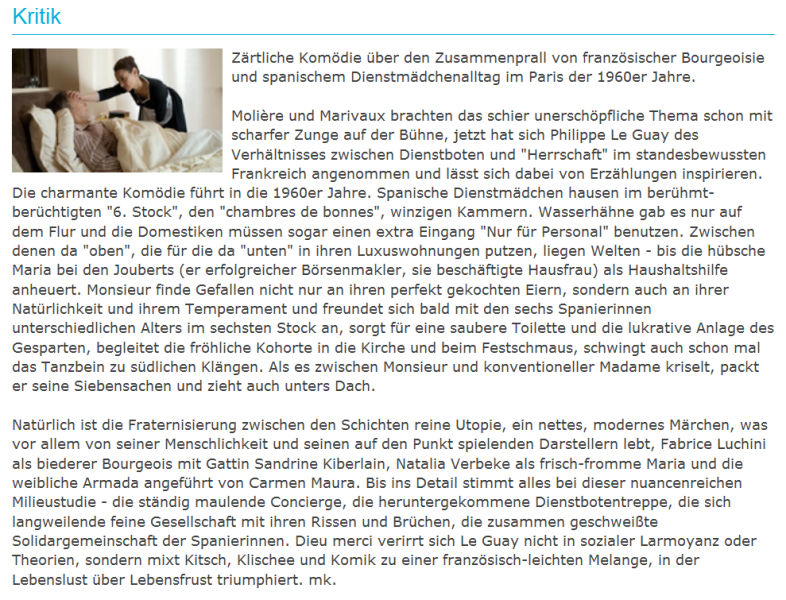 Kritik
Zärtliche Komödie über den Zusammenprall von französischer Bourgeoisie
und spanischem Dienstmädchenalltag im Paris der 1960er Jahre.
Molière und Marivaux brachten das schier unerschöpfliche Thema schon mit
scharfer Zunge auf der Bühne, jetzt hat sich Philippe Le Guay des
Verhältnisses zwischen Dienstboten und "Herrschaft" im standesbewussten
Frankreich angenommen und lässt sich dabei von Erzählungen inspirieren.
Die charmante Komödie führt in die 1960er Jahre. Spanische Dienstmädchen hausen im berühmt-
berüchtigten "6. Stock", den "chambres de bonnes", winzigen Kammern. Wasserhähne gab es nur auf
dem Flur und die Domestiken müssen sogar einen extra Eingang "Nur für Personal" benutzen. Zwischen
denen da "oben", die für die da "unten" in ihren Luxuswohnungen putzen, liegen Welten - bis die hübsche
Maria bei den Jouberts (er erfolgreicher Börsenmakler, sie beschäftigte Hausfrau) als Haushaltshilfe
anheuert. Monsieur finde Gefallen nicht nur an ihren perfekt gekochten Eiern, sondern auch an ihrer
Natürlichkeit und ihrem Temperament und freundet sich bald mit den sechs Spanierinnen
unterschiedlichen Alters im sechsten Stock an, sorgt für eine saubere Toilette und die lukrative Anlage des
Gesparten, begleitet die fröhliche Kohorte in die Kirche und beim Festschmaus, schwingt auch schon mal
das Tanzbein zu südlichen Klängen. Als es zwischen Monsieur und konventioneller Madame kriselt, packt
er seine Siebensachen und zieht auch unters Dach.
Natürlich ist die Fraternisierung zwischen den Schichten reine Utopie, ein nettes, modernes Märchen, was
vor allem von seiner Menschlichkeit und seinen auf den Punkt spielenden Darstellern lebt, Fabrice Luchini
als biederer Bourgeois mit Gattin Sandrine Kiberlain, Natalia Verbeke als frisch-fromme Maria und die
weibliche Armada angeführt von Carmen Maura. Bis ins Detail stimmt alles bei dieser nuancenreichen
Milieustudie - die ständig maulende Concierge, die heruntergekommene Dienstbotentreppe, die sich
langweilende feine Gesellschaft mit ihren Rissen und Brüchen, die zusammen geschweißte
Solidargemeinschaft der Spanierinnen. Dieu merci verirrt sich Le Guay nicht in sozialer Larmoyanz oder
Theorien, sondern mixt Kitsch, Klischee und Komik zu einer französisch-leichten Melange, in der
Lebenslust über Lebensfrust triumphiert. mk.